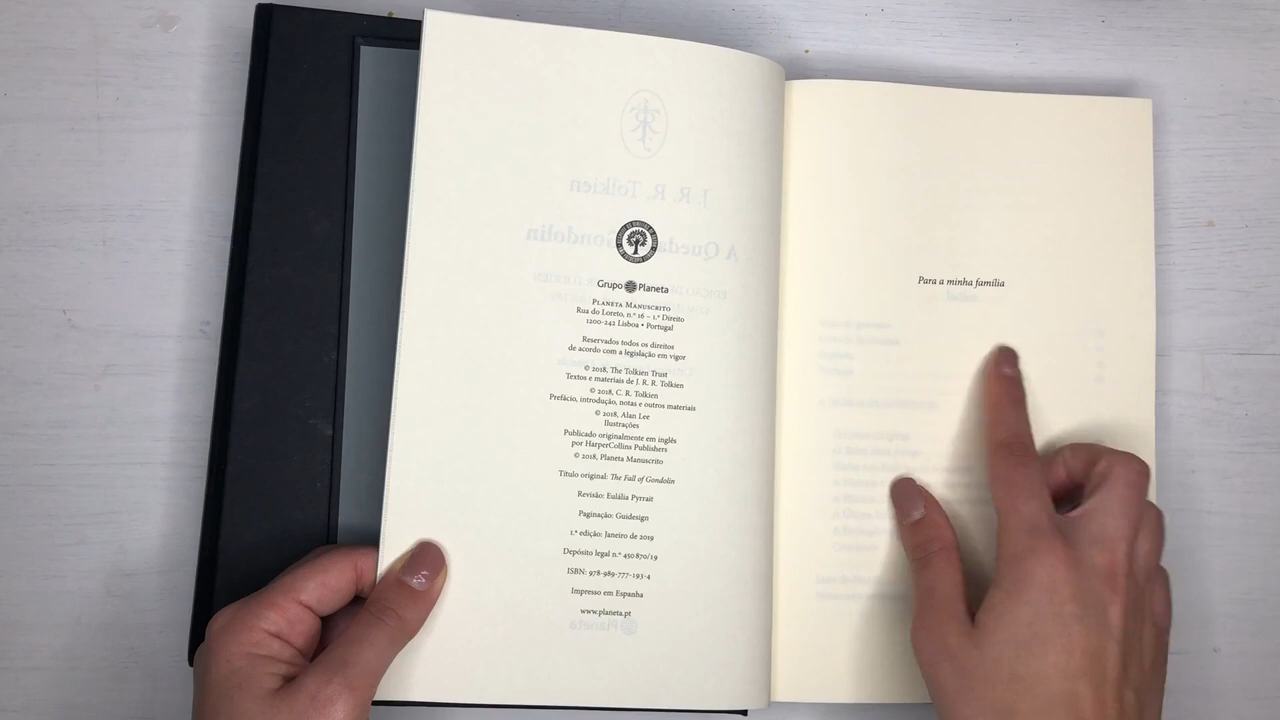 Grupo Planeta
Planeta Manuscrito
Rua do Loreto, n.º 16 – 1.º Direito
1200-242 Lisboa • Portugal
Reservados todos os direitos
de acordo com a legislação em vigor
© 2018, The Tolkien Trust
Textos e materiais de J. R. R. Tolkien
© 2018, C. R. Tolkien
Prefácio, introdução, notas e outros materiais
© 2018, Alan Lee
Ilustrações
Publicado originalmente em inglês
por HarperCollins Publishers
© 2018, Planeta Manuscrito
Título original: The Fall of Gondolin
Revisão: Eulália Pyrrait
Paginação: Guidesign
1.ª edição: Janeiro de 2019
Depósito legal n.º 450 870/19
ISBN: 978-989-777-193-4
Impresso em Espanha
www.planeta.pt
Para a minha família